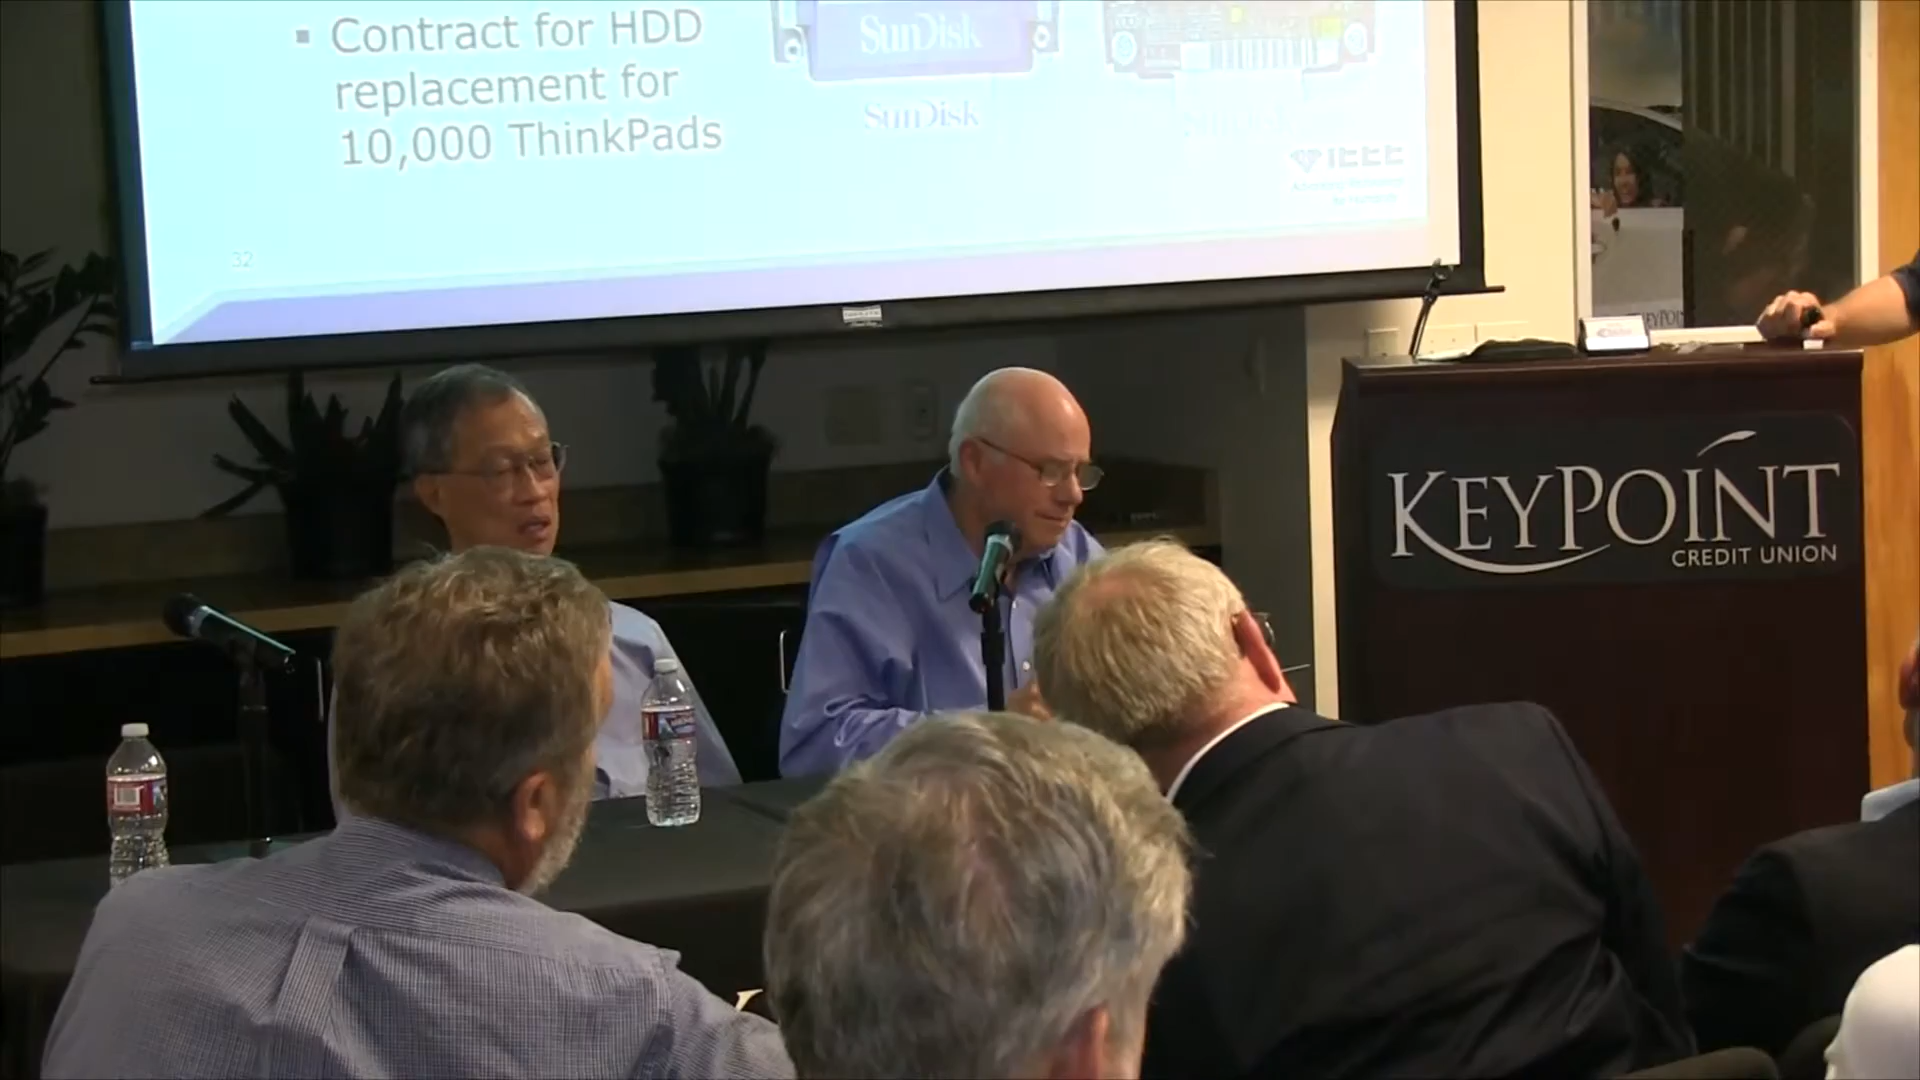 ▪ Contract for HDD
replacement for
10,000 ThinkPads
SunDisk
SunDisk
IEEE
32
KEYPOINT
CREDIT UNION